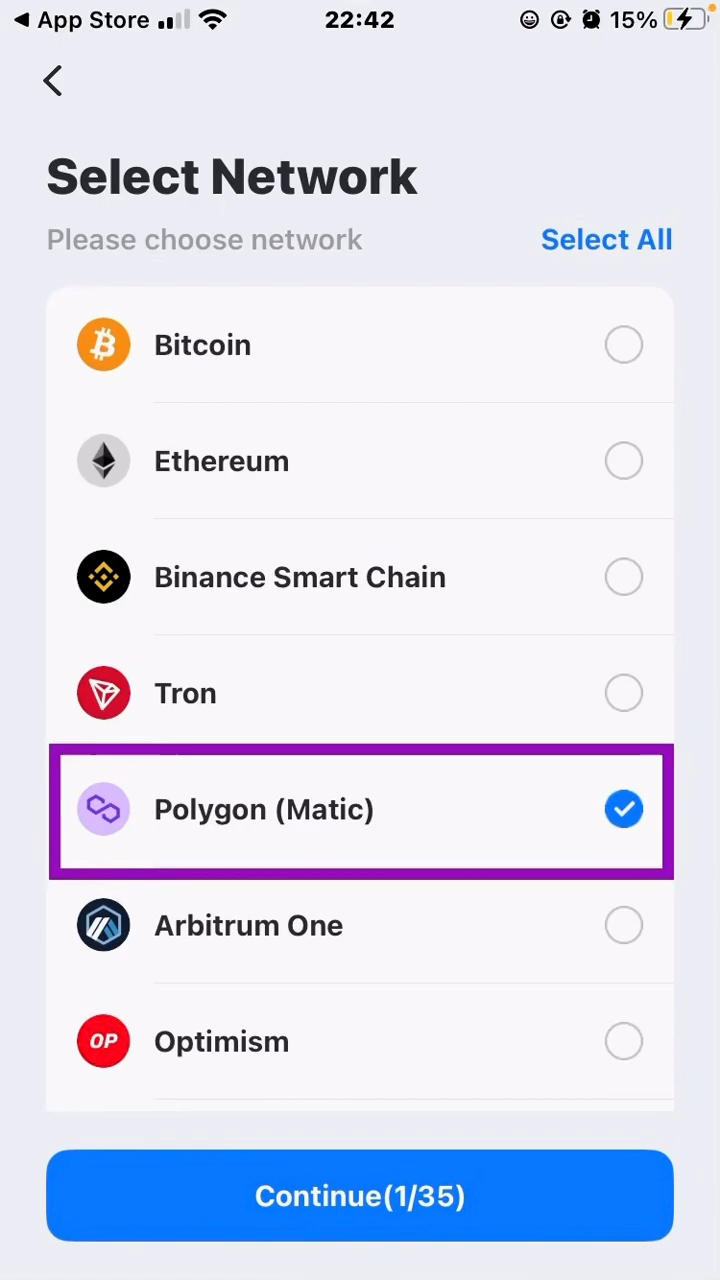 App Store 22:42 15%
Select Network
Please choose network Select All
Bitcoin
Ethereum
Binance Smart Chain
Tron
Polygon (Matic)
Arbitrum One
OP Optimism
Continue(1/35)